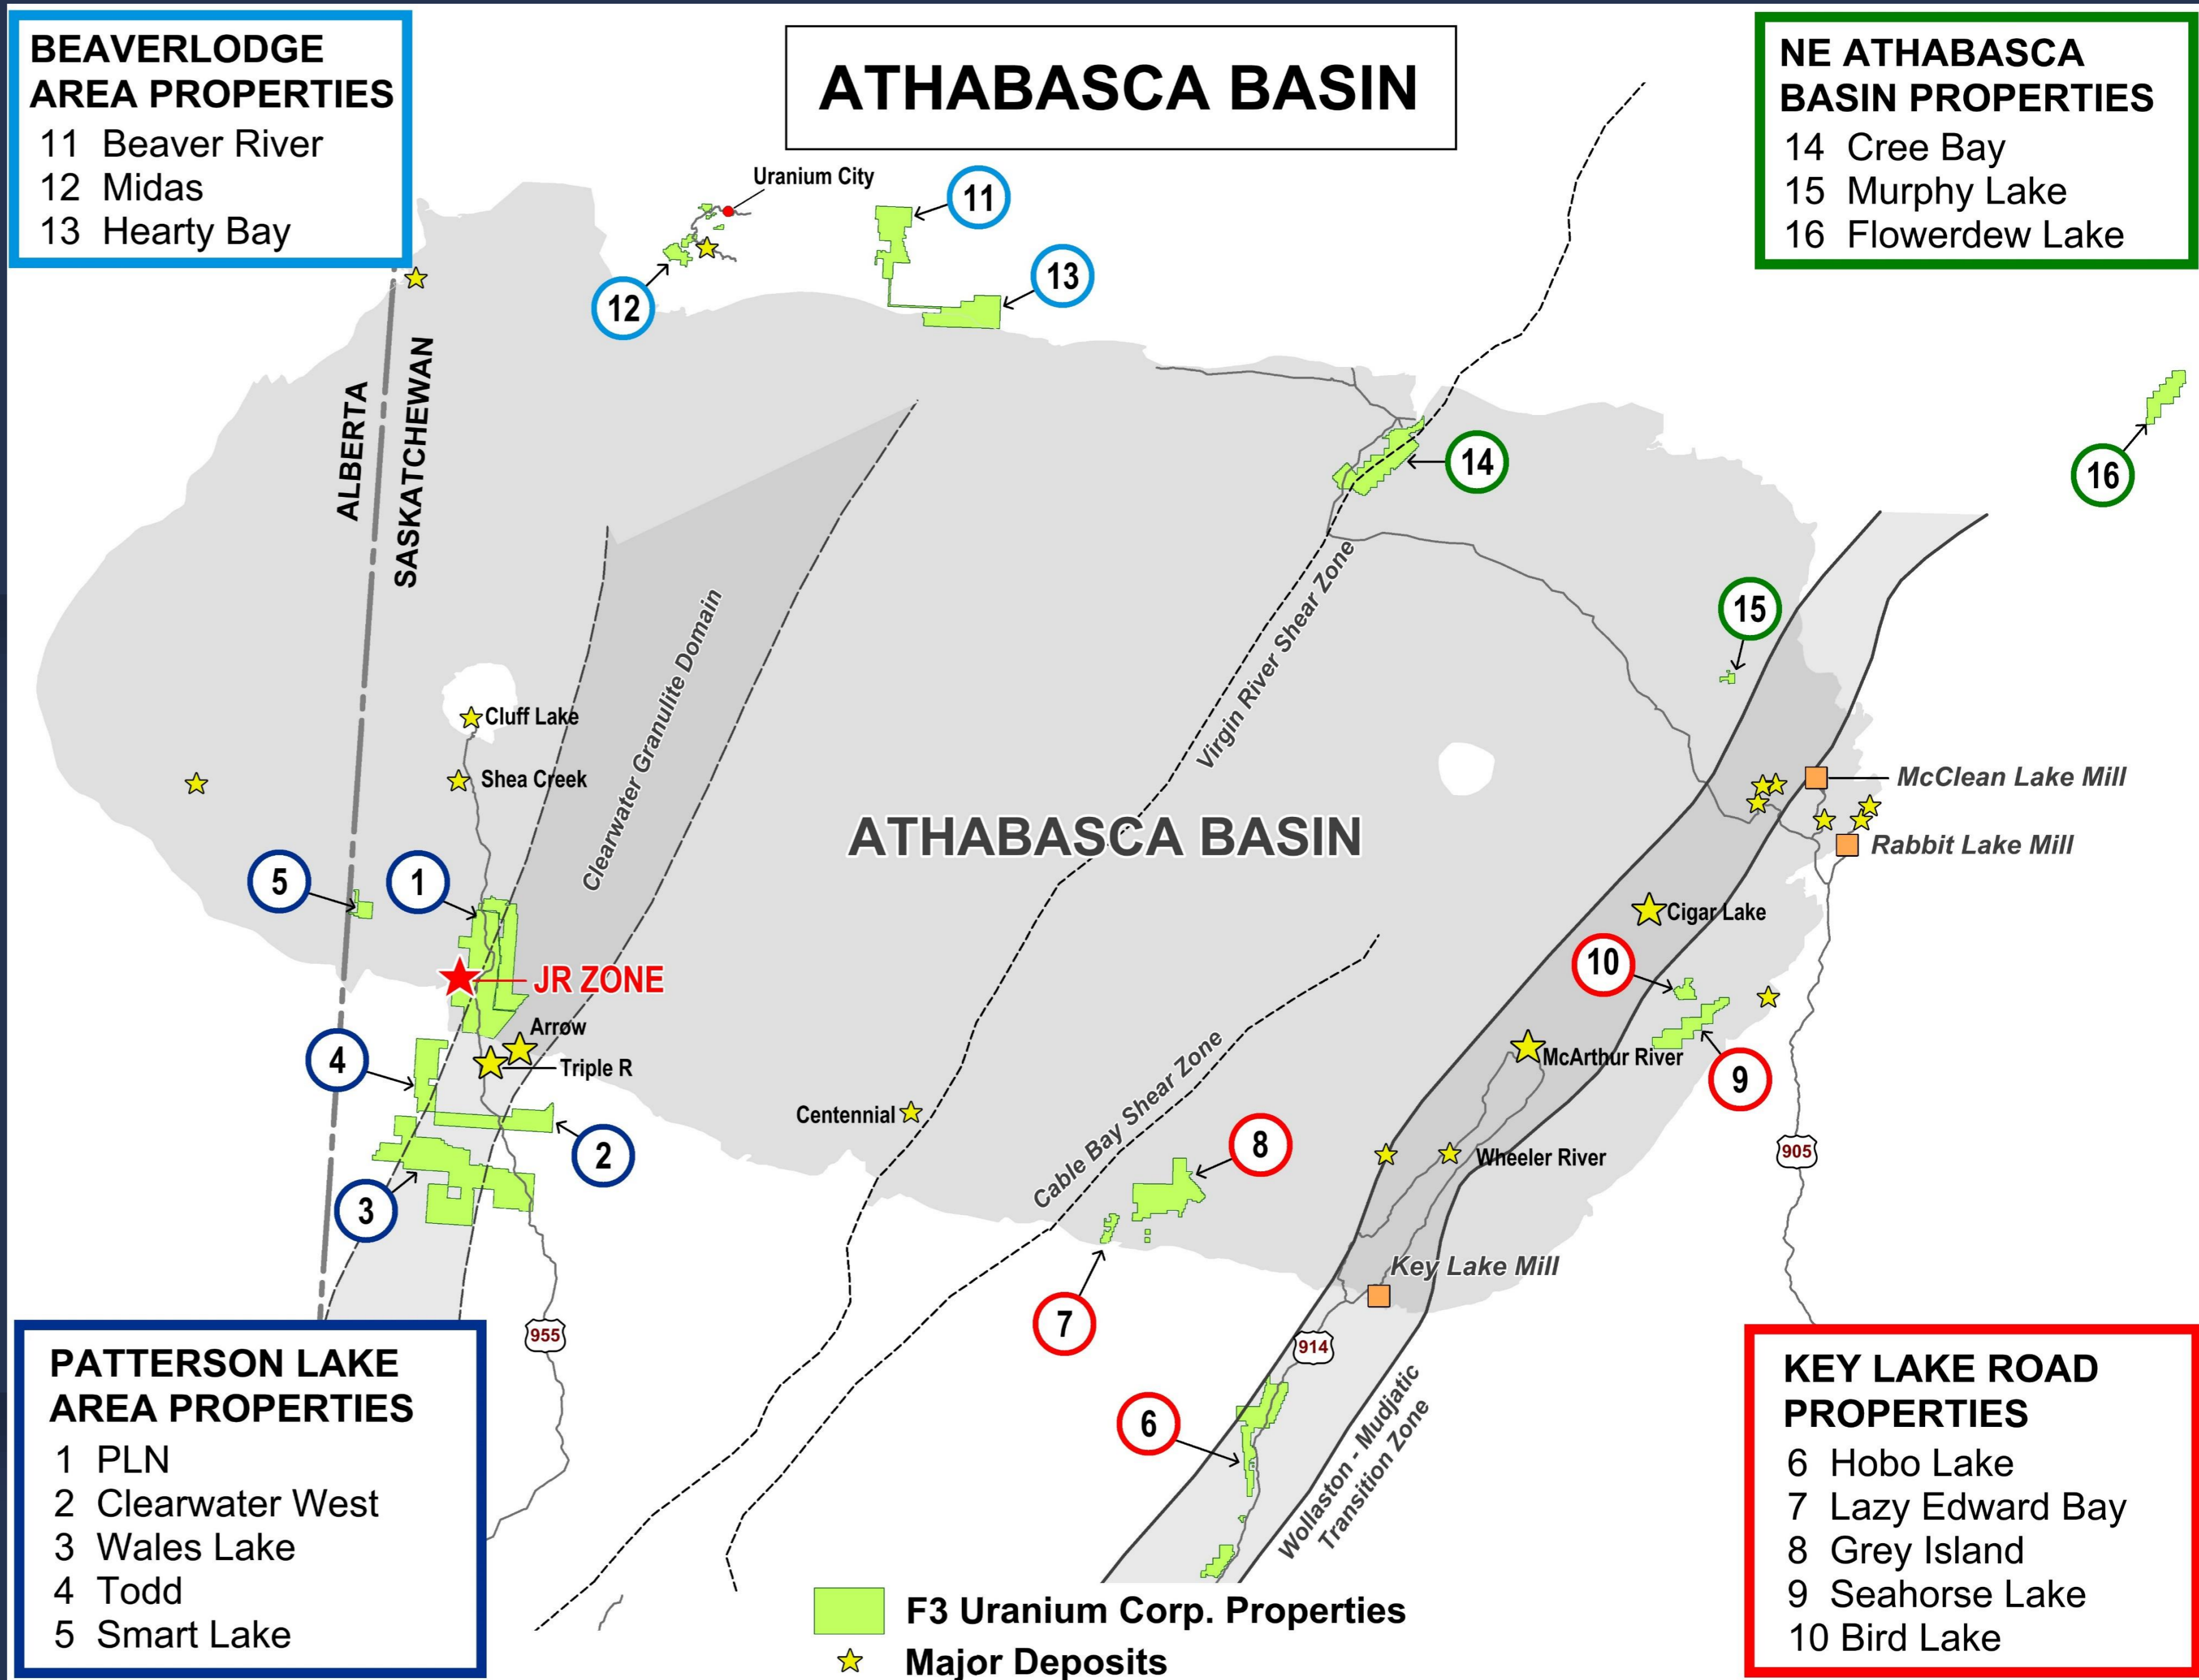 BEAVERLODGE
AREA PROPERTIES
11 Beaver River
12 Midas
13 Hearty Bay
ATHABASCA BASIN
NE ATHABASCA
BASIN PROPERTIES
14 Cree Bay
15 Murphy Lake
16 Flowerdew Lake
Uranium City
11
13
12
ALBERTA
SASKATCHEWAN
14
16
Virgin River Shear Zone
15
Clearwater Granulite Domain
Cluff Lake
Shea Creek
McClean Lake Mill
ATHABASCA BASIN
Rabbit Lake Mill
5
1
Cigar Lake
10
JR ZONE
Arrow
Triple R
4
McArthur River
9
Centennial
Cable Bay Shear Zone
2
8
Wheeler River
905
3
Key Lake Mill
7
955
914
6
Wollaston - Mudjatic
Transition Zone
PATTERSON LAKE
AREA PROPERTIES
1 PLN
2 Clearwater West
3 Wales Lake
4 Todd
5 Smart Lake
F3 Uranium Corp. Properties
Major Deposits
KEY LAKE ROAD
PROPERTIES
6 Hobo Lake
7 Lazy Edward Bay
8 Grey Island
9 Seahorse Lake
10 Bird Lake